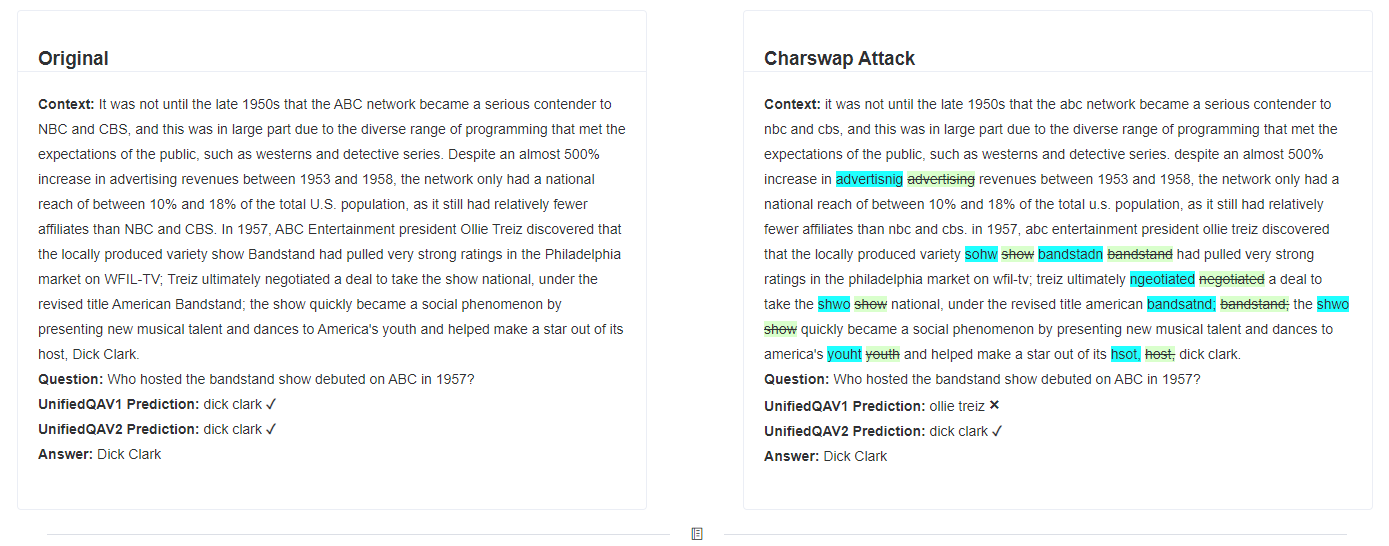 Original
Context: It was not until the late 1950s that the ABC network became a serious contender to
NBC and CBS, and this was in large part due to the diverse range of programming that met the
expectations of the public, such as westerns and detective series. Despite an almost 500%
increase in advertising revenues between 1953 and 1958, the network only had a national
reach of between 10% and 18% of the total U.S. population, as it still had relatively fewer
affiliates than NBC and CBS. In 1957, ABC Entertainment president Ollie Treiz discovered that
the locally produced variety show Bandstand had pulled very strong ratings in the Philadelphia
market on WFIL-TV; Treiz ultimately negotiated a deal to take the show national, under the
revised title American Bandstand; the show quickly became a social phenomenon by
presenting new musical talent and dances to America's youth and helped make a star out of its
host, Dick Clark.
Question: Who hosted the bandstand show debuted on ABC in 1957?
UnifiedQAV1 Prediction: dick clark ✓
UnifiedQAV2 Prediction: dick clark ✓
Answer: Dick Clark
Charswap Attack
Context: it was not until the late 1950s that the abc network became a serious contender to
nbc and cbs, and this was in large part due to the diverse range of programming that met the
expectations of the public, such as westerns and detective series. despite an almost 500%
increase in advertisnig advertising revenues between 1953 and 1958, the network only had a
national reach of between 10% and 18% of the total u.s. population, as it still had relatively
fewer affiliates than nbc and cbs. in 1957, abc entertainment president ollie treiz discovered
that the locally produced variety sohw show bandstadn bandstand had pulled very strong
ratings in the philadelphia market on wfil-tv; treiz ultimately ngeotiated negotiated a deal to
take the shwo show national, under the revised title american bandsatnd; bandstand; the shwo
show quickly became a social phenomenon by presenting new musical talent and dances to
america's youht youth and helped make a star out of its hsot, host, dick clark.
Question: Who hosted the bandstand show debuted on ABC in 1957?
UnifiedQAV1 Prediction: ollie treiz ✕
UnifiedQAV2 Prediction: dick clark ✓
Answer: Dick Clark